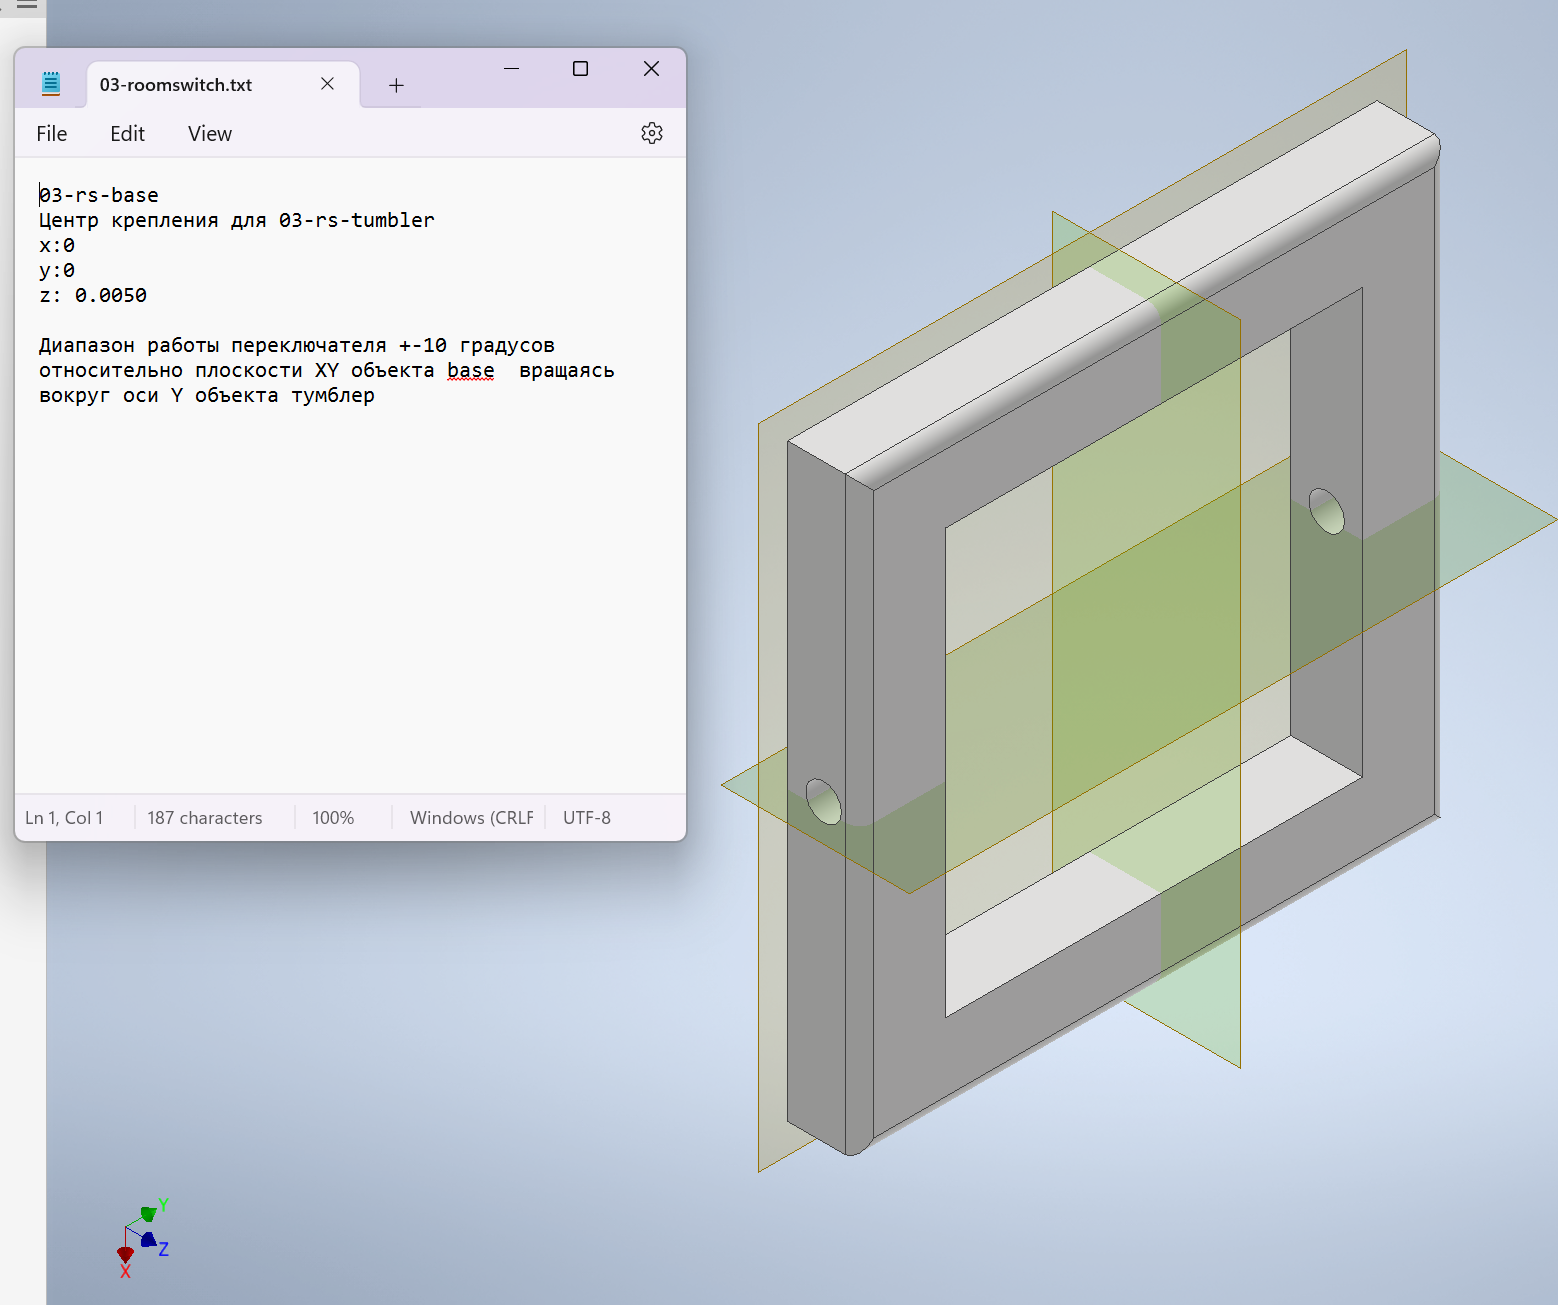 03-roomswitch.txt
File Edit View
03-rs-base
Центр крепления для 03-rs-tumbler
x:0
y:0
z: 0.0050
Диапазон работы переключателя +-10 градусов
относительно плоскости XY объекта base  вращаясь
вокруг оси Y объекта тумблер
Ln 1, Col 1 187 characters 100% Windows (CRLF UTF-8
Y
Z
X